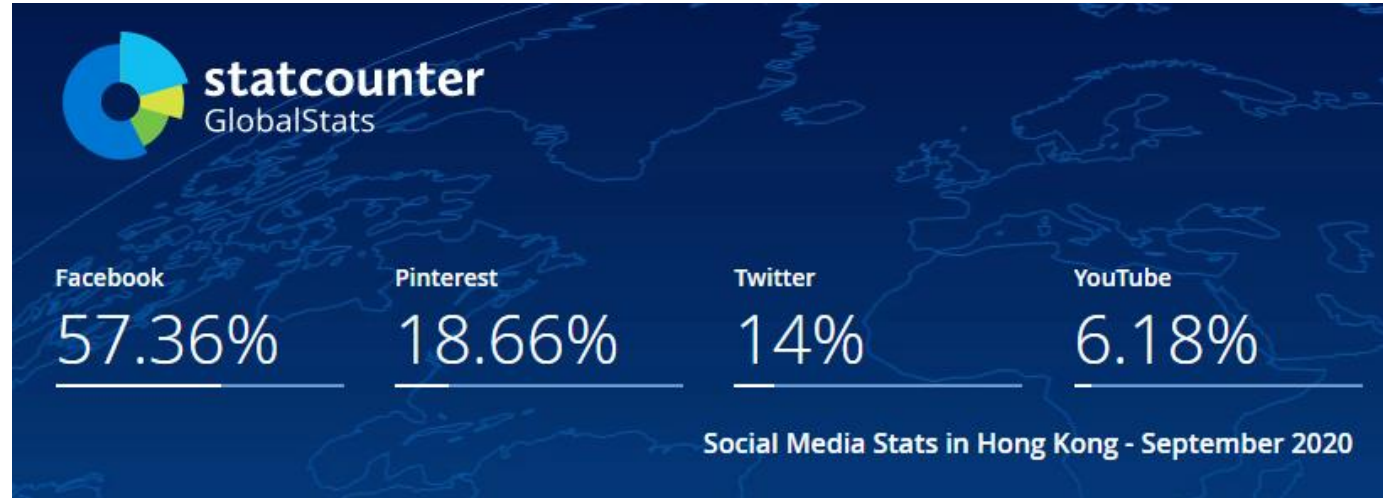 statcounter
GlobalStats
Facebook
57.36%
Pinterest
18.66%
Twitter
14%
YouTube
6.18%
Social Media Stats in Hong Kong - September 2020